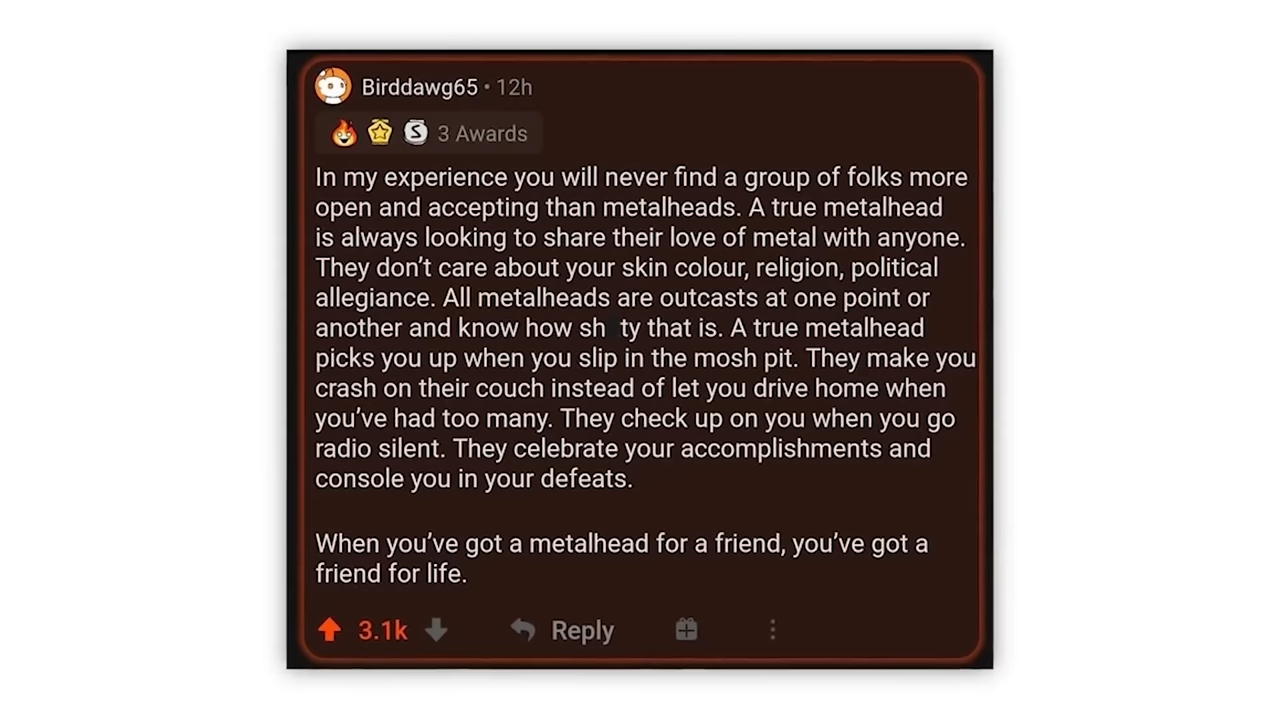 Birddawg65 • 12h
3 Awards
In my experience you will never find a group of folks more
open and accepting than metalheads. A true metalhead
is always looking to share their love of metal with anyone.
They don’t care about your skin colour, religion, political
allegiance. All metalheads are outcasts at one point or
another and know how sh ty that is. A true metalhead
picks you up when you slip in the mosh pit. They make you
crash on their couch instead of let you drive home when
you’ve had too many. They check up on you when you go
radio silent. They celebrate your accomplishments and
console you in your defeats.
When you’ve got a metalhead for a friend, you’ve got a
friend for life.
3.1k Reply